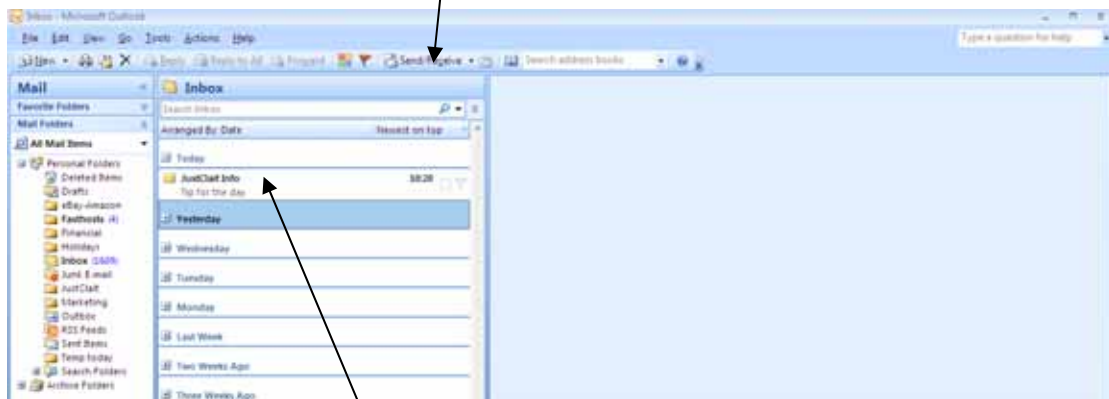 Inbox - Microsoft Outlook
File Edit View Go Tools Actions Help
Type a question for help
New Reply Reply to All Forward Send/Receive Search address books
Mail
Inbox
Favorite Folders
Search Inbox
Mail Folders
Arranged By: Date Newest on top
All Mail Items
Today
Personal Folders
Deleted Items
Drafts
eBay-Amazon
Fasthosts (4)
Financial
Holidays
Inbox
Junk E-mail
JustClait
Marketing
Outbox
RSS Feeds
Sent Items
Temp today
Search Folders
Archive Folders
JustClait Info 10:20
Tip for the day
Yesterday
Wednesday
Tuesday
Monday
Last Week
Two Weeks Ago
Three Weeks Ago